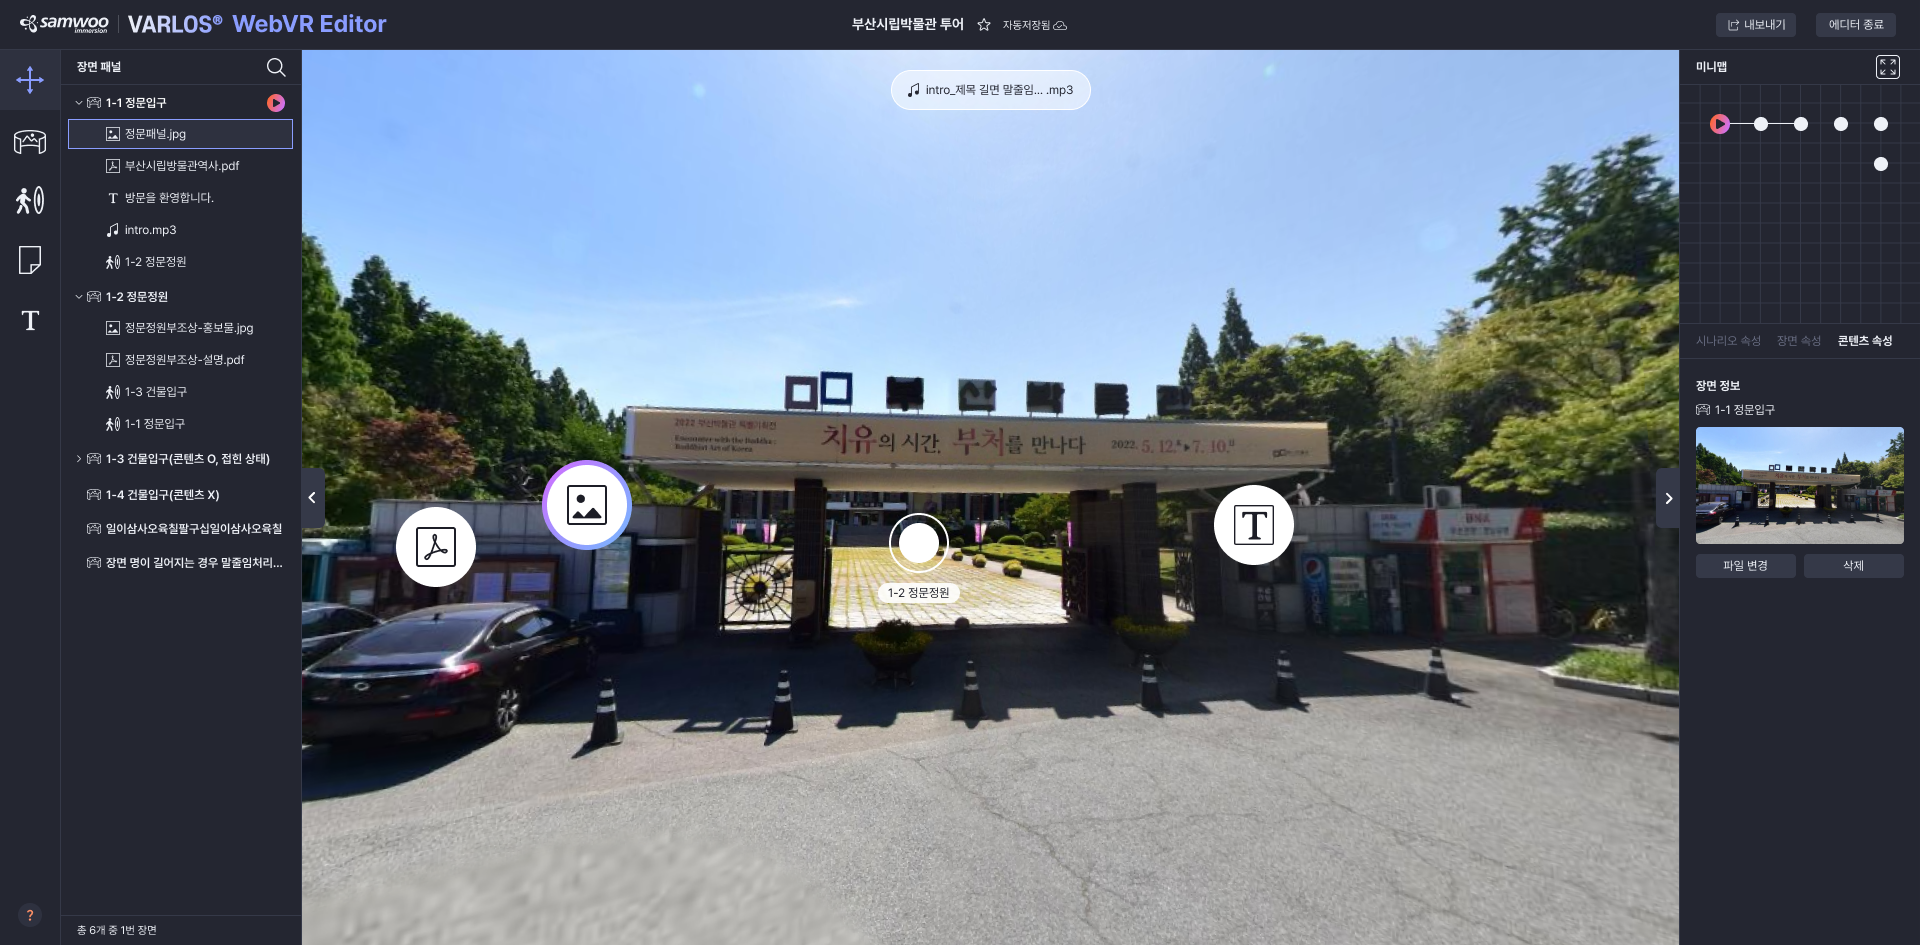 samwoo
immersion
VARLOS® WebVR Editor
부산시립박물관 투어
자동저장됨
내보내기
에디터 종료
장면 패널
1-1 정문입구
정문패널.jpg
부산시립방물관역사.pdf
방문을 환영합니다.
intro.mp3
1-2 정문정원
1-2 정문정원
정문정원부조상-홍보물.jpg
정문정원부조상-설명.pdf
1-3 건물입구
1-1 정문입구
1-3 건물입구(콘텐츠 O, 접힌 상태)
1-4 건물입구(콘텐츠 X)
일이삼사오육칠팔구십일이삼사오육칠
장면 명이 길어지는 경우 말줄임처리...
총 6개 중 1번 장면
?
intro_제목 길면 말줄임... .mp3
2022 부산박물관 특별기획전
Encounter with the Buddha:
Buddhist Art of Korea
치유의 시간, 부처를 만나다
2022. 5. 12. ▶ 7. 10.
BNK
T
1-2 정문정원
미니맵
시나리오 속성
장면 속성
콘텐츠 속성
장면 정보
1-1 정문입구
파일 변경
삭제